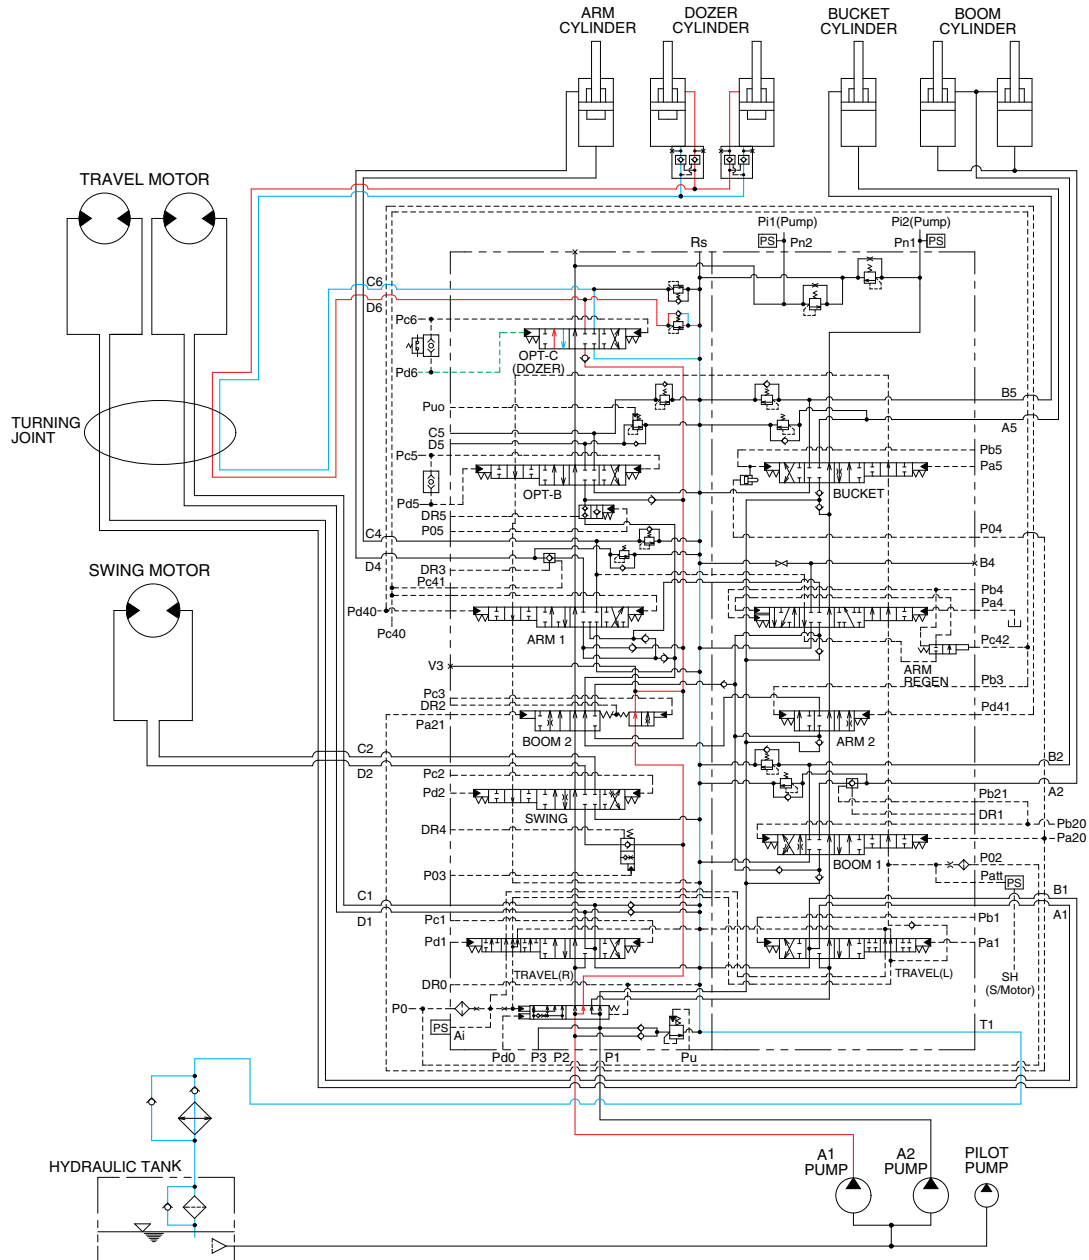 ARM
CYLINDER
DOZER
CYLINDER
BUCKET
CYLINDER
BOOM
CYLINDER
TRAVEL MOTOR
TURNING
JOINT
SWING MOTOR
Pi1(Pump)
Pi2(Pump)
Rs
PS
Pn2
Pn1
PS
C6
D6
Pc6
Pd6
OPT-C
(DOZER)
Puo
C5
D5
Pc5
Pd5
OPT-B
DR5
P05
B5
A5
Pb5
Pa5
BUCKET
P04
C4
D4
DR3
Pc41
Pd40
Pc40
ARM 1
B4
Pb4
Pa4
Pc42
ARM
REGEN
V3
Pc3
DR2
Pa21
BOOM 2
Pb3
Pd41
ARM 2
C2
D2
Pc2
Pd2
SWING
DR4
P03
B2
A2
Pb21
DR1
Pb20
Pa20
BOOM 1
P02
Patt
PS
C1
D1
Pc1
Pd1
TRAVEL(R)
B1
A1
Pb1
Pa1
TRAVEL(L)
SH
(S/Motor)
DR0
P0
PS
Ai
Pd0
P3
P2
P1
Pu
T1
HYDRAULIC TANK
A1
PUMP
A2
PUMP
PILOT
PUMP